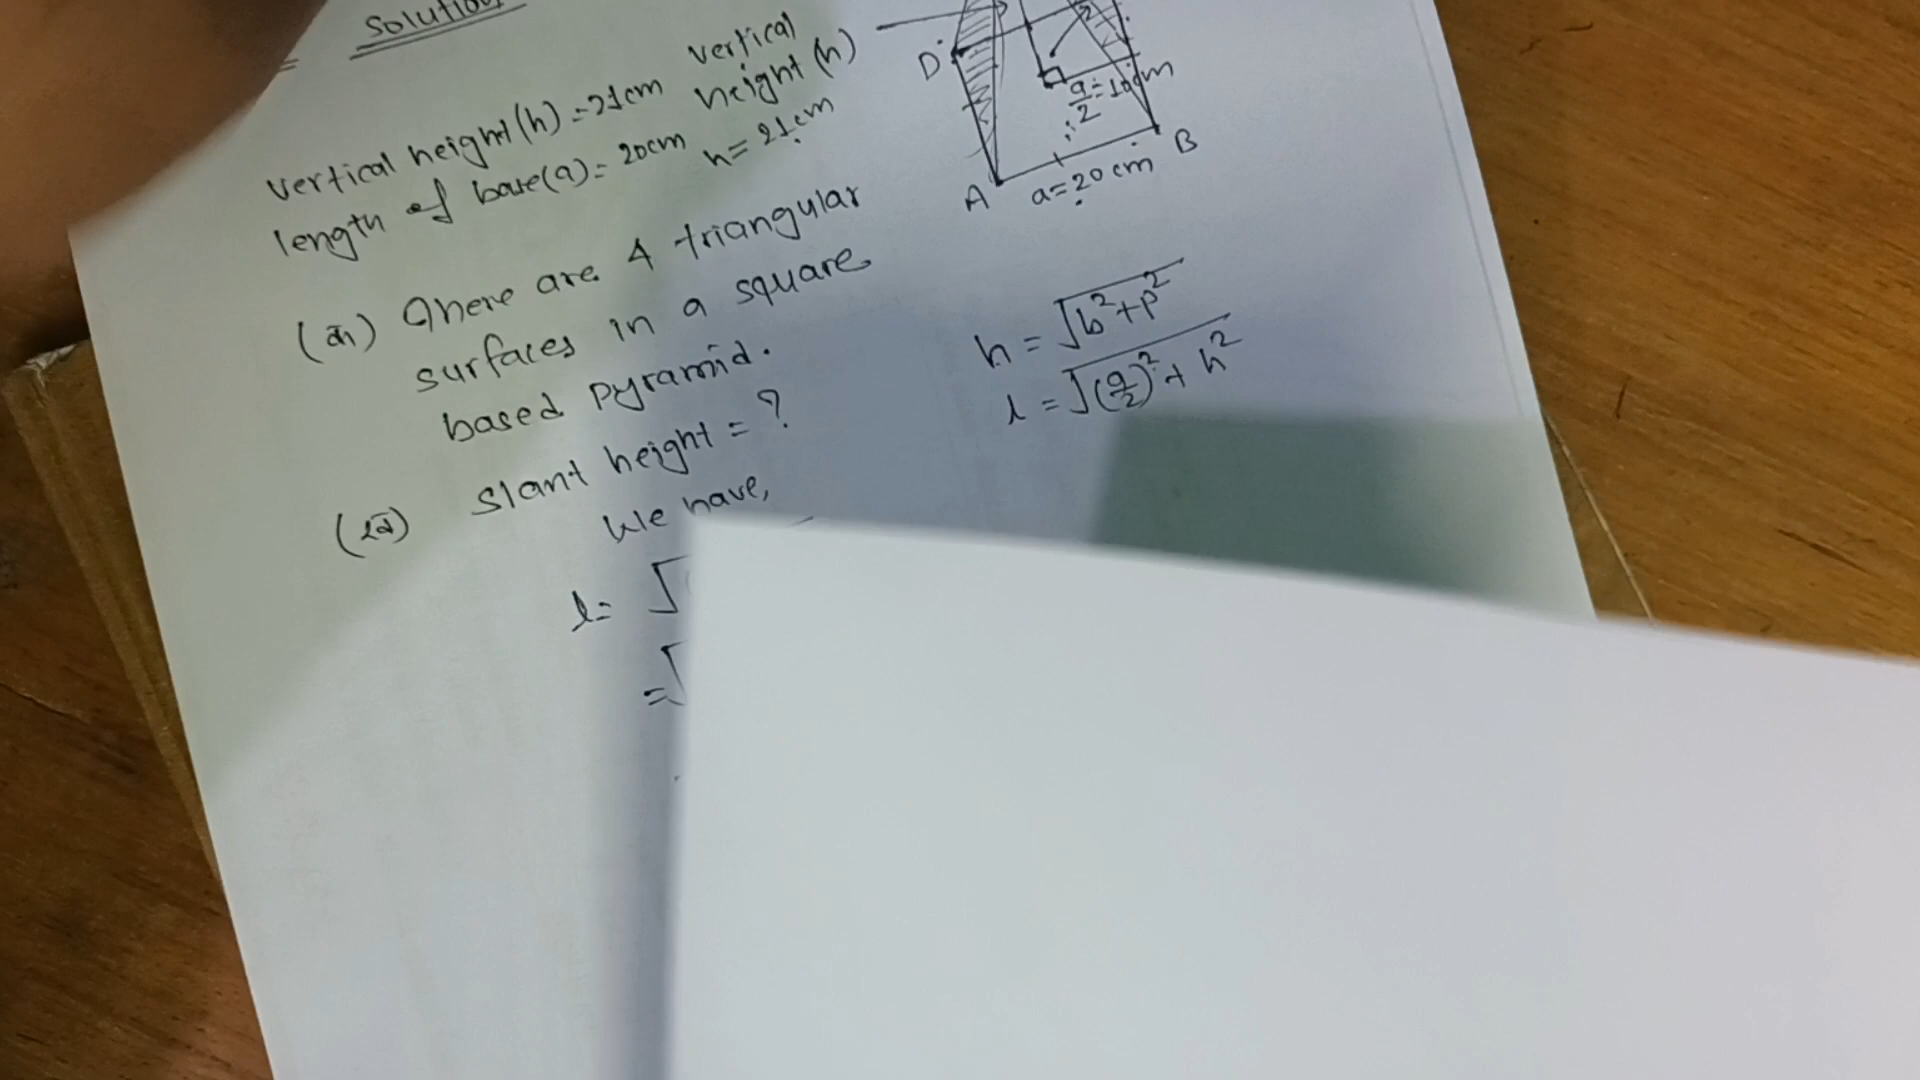 Solution
vertical height(h) = 21cm
length of base(a) = 20cm
vertical
height (h)
h = 21cm
(क) There are 4 triangular
surfaces in a square
based pyramid.
(ख) Slant height = ?
We have,
l = √
= √
D
A
B
a/2 = 10cm
a = 20 cm
h = √b²+p²
l = √(a/2)² + h²